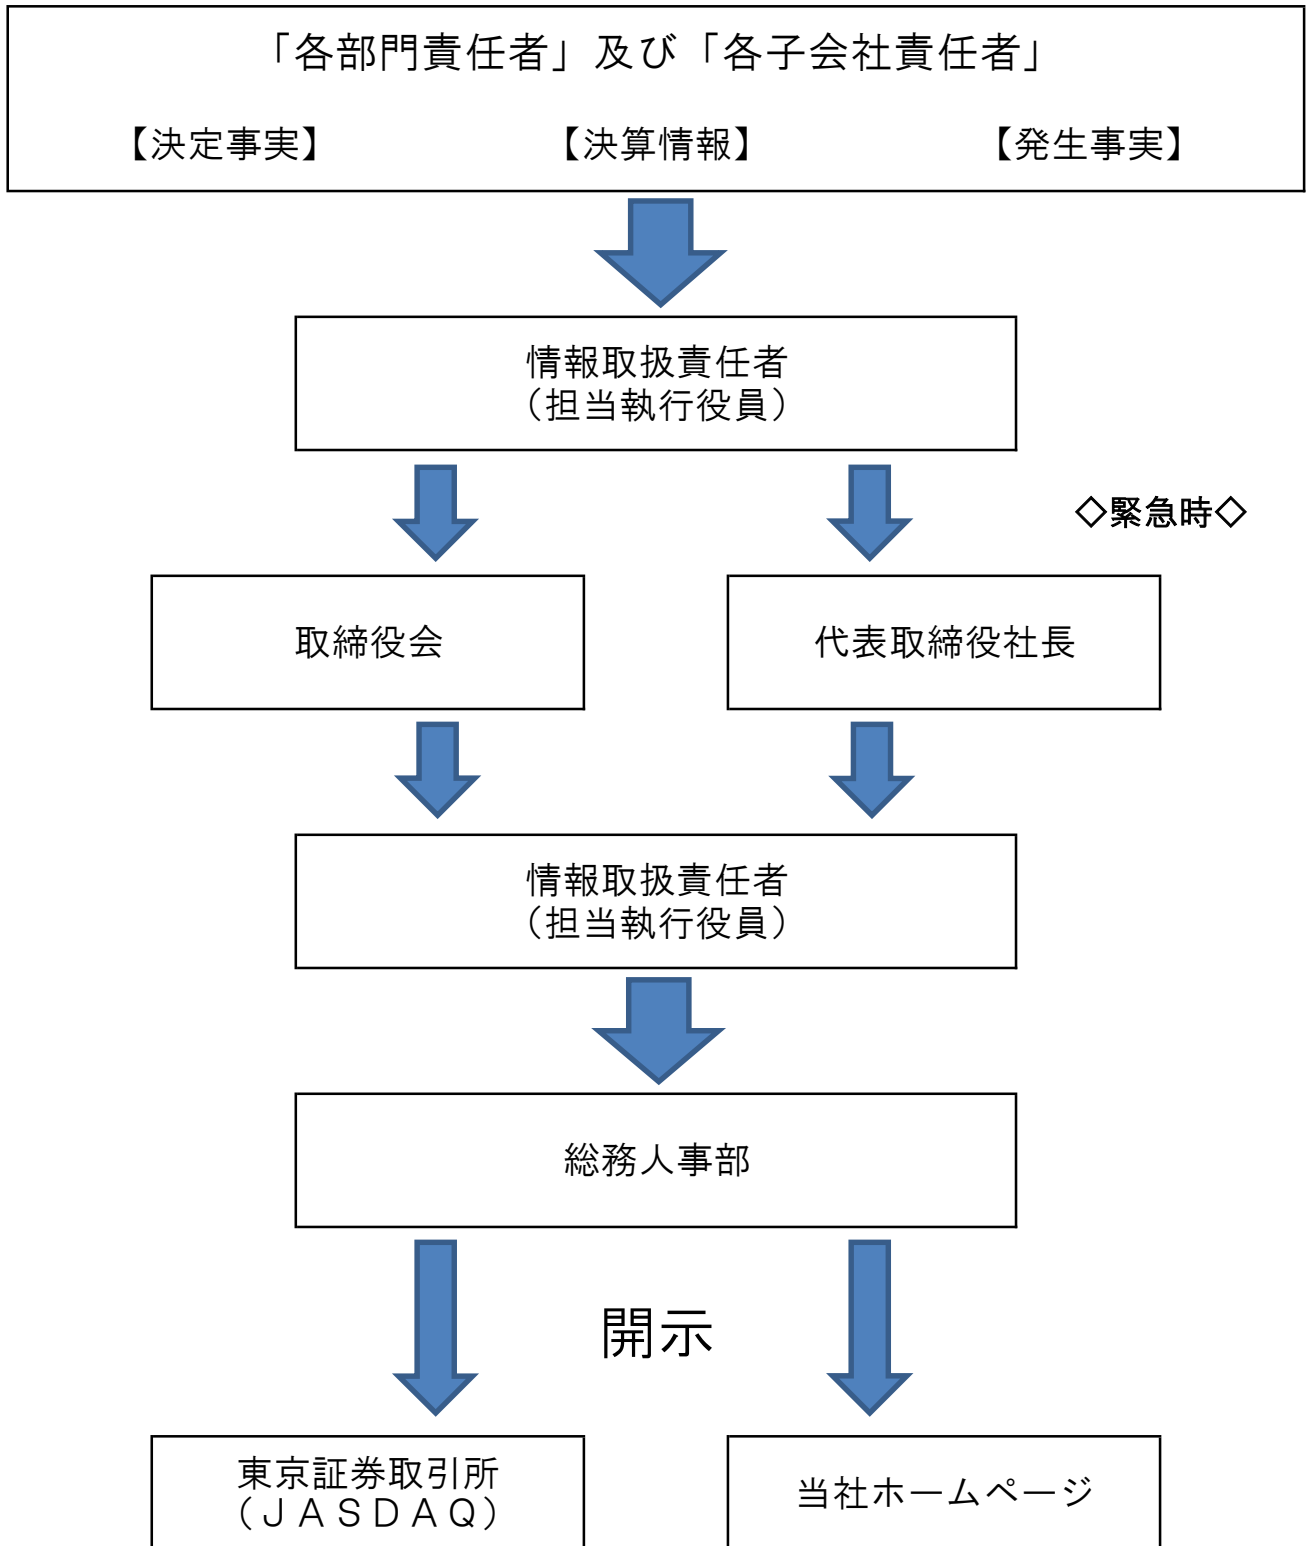 「各部門責任者」及び「各子会社責任者」
【決定事実】 【決算情報】 【発生事実】
情報取扱責任者
（担当執行役員）
◇緊急時◇
取締役会
代表取締役社長
情報取扱責任者
（担当執行役員）
総務人事部
開示
東京証券取引所
（ＪＡＳＤＡＱ）
当社ホームページ